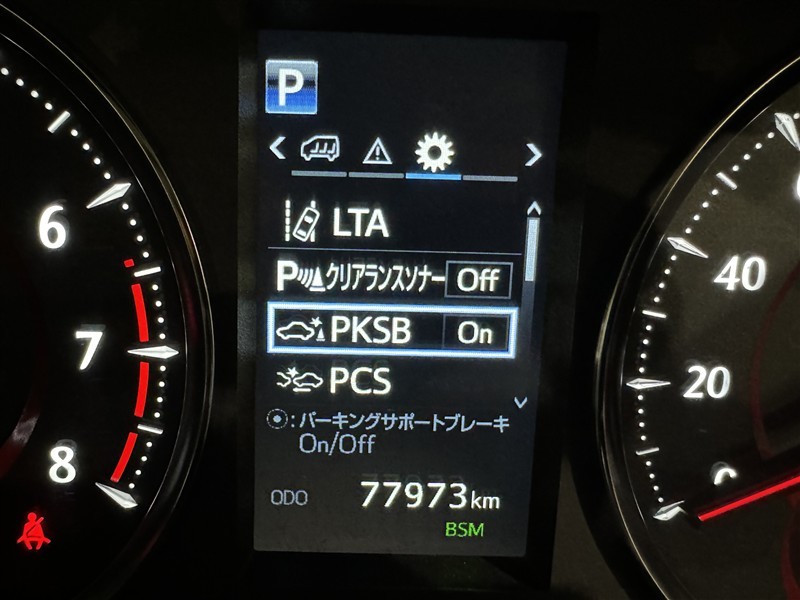 P
LTA
P クリアランスソナー Off
PKSB On
PCS
:パーキングサポートブレーキ
On/Off
ODO 77973km
BSM
6
7
8
40
20
0